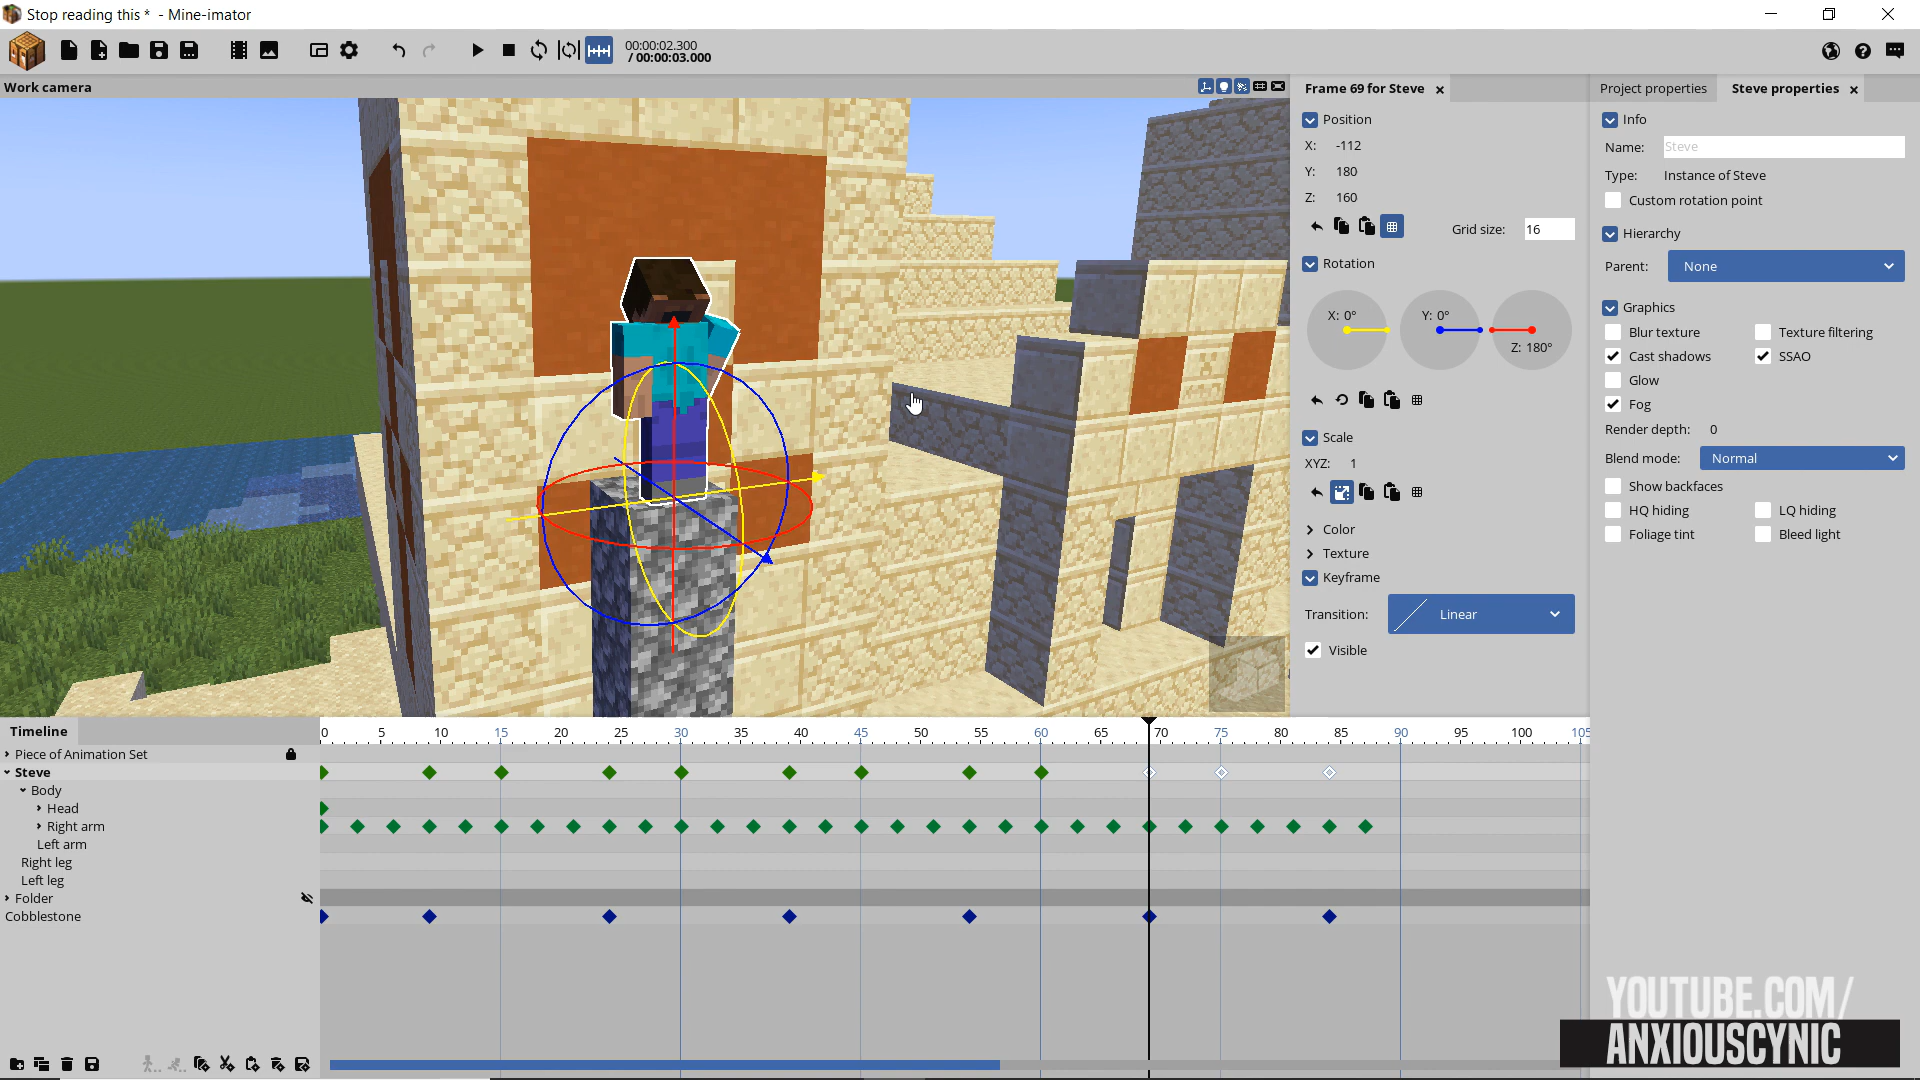 Stop reading this * - Mine-imator
00:00:02.300
/ 00:00:03.000
Work camera
Frame 69 for Steve
Position
X: -112
Y: 180
Z: 160
Grid size: 16
Rotation
X: 0°
Y: 0°
Z: 180°
Scale
XYZ: 1
Color
Texture
Keyframe
Transition: Linear
Visible
Project properties
Steve properties
Info
Name: Steve
Type: Instance of Steve
Custom rotation point
Hierarchy
Parent: None
Graphics
Blur texture
Texture filtering
Cast shadows
SSAO
Glow
Fog
Render depth: 0
Blend mode: Normal
Show backfaces
HQ hiding
LQ hiding
Foliage tint
Bleed light
Timeline
0 5 10 15 20 25 30 35 40 45 50 55 60 65 70 75 80 85 90 95 100 105
Piece of Animation Set
Steve
Body
Head
Right arm
Left arm
Right leg
Left leg
Folder
Cobblestone
YOUTUBE.COM/
ANXIOUSCYNIC